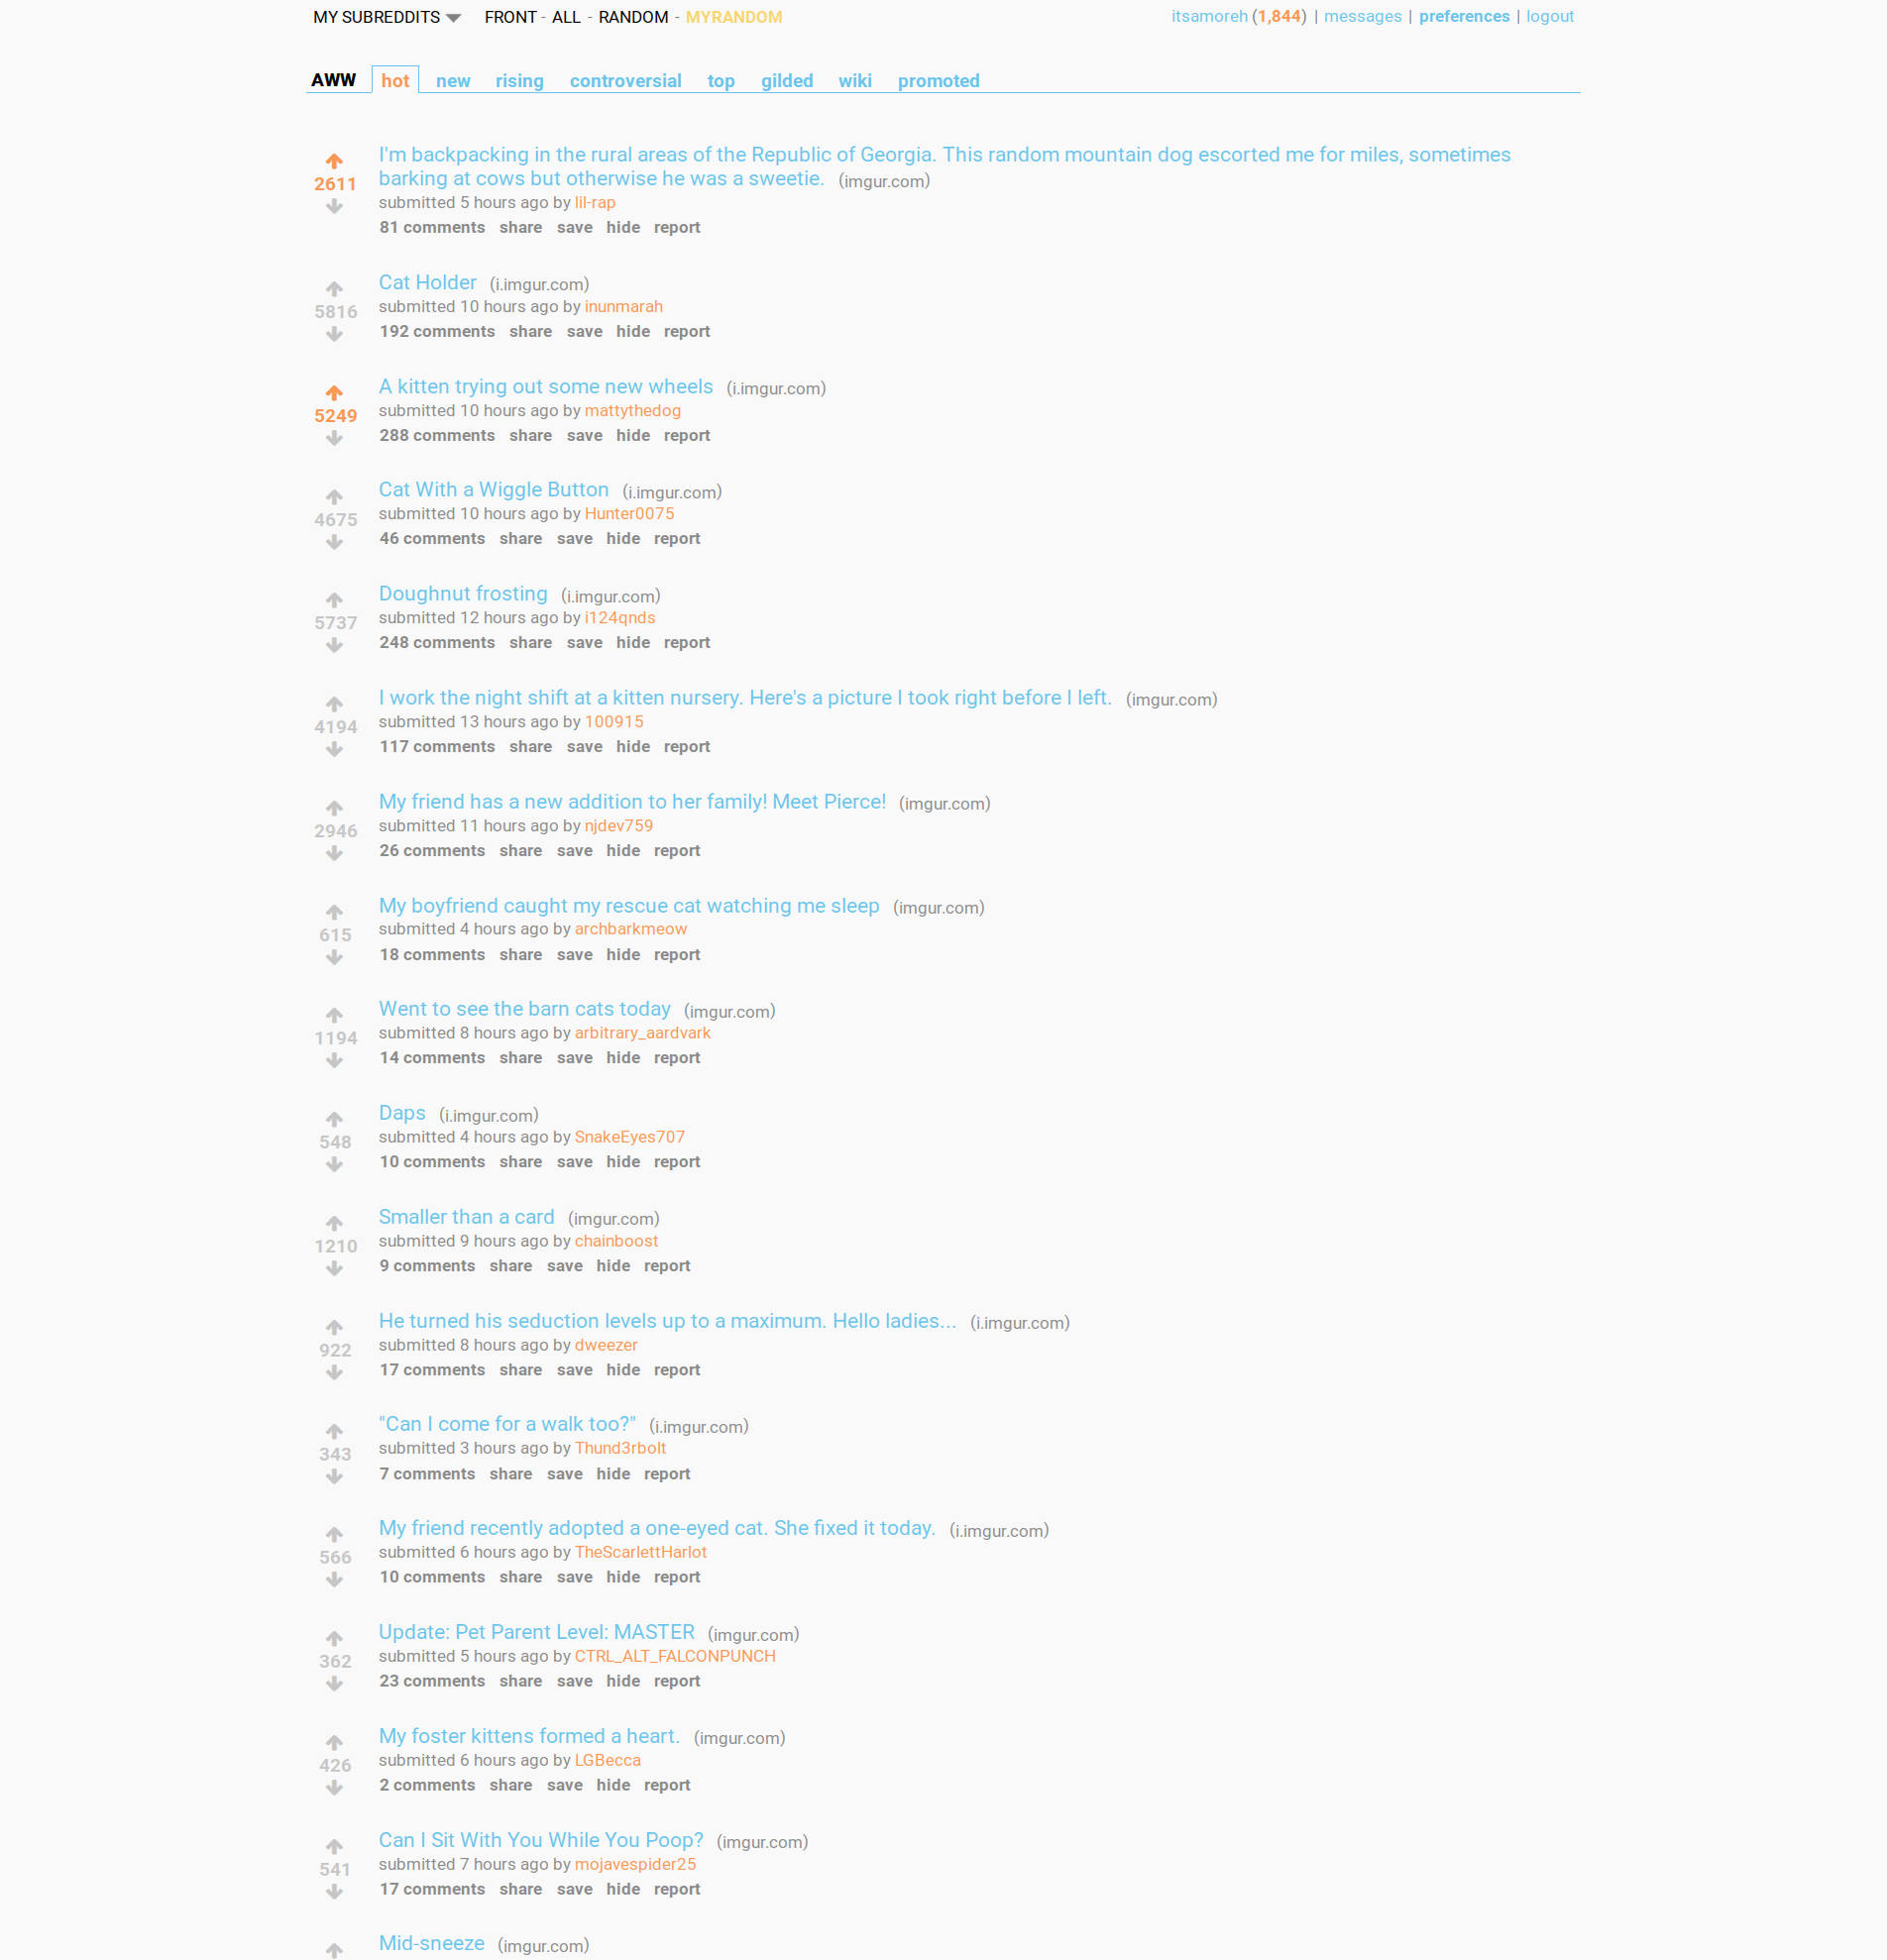 MY SUBREDDITS FRONT - ALL - RANDOM - MYRANDOM
itsamoreh (1,844) | messages | preferences | logout
AWW hot new rising controversial top gilded wiki promoted
I'm backpacking in the rural areas of the Republic of Georgia. This random mountain dog escorted me for miles, sometimes
2611
barking at cows but otherwise he was a sweetie. (imgur.com)
submitted 5 hours ago by lil-rap
81 comments share save hide report
Cat Holder (i.imgur.com)
5816
submitted 10 hours ago by inunmarah
192 comments share save hide report
A kitten trying out some new wheels (i.imgur.com)
5249
submitted 10 hours ago by mattythedog
288 comments share save hide report
Cat With a Wiggle Button (i.imgur.com)
4675
submitted 10 hours ago by Hunter0075
46 comments share save hide report
Doughnut frosting (i.imgur.com)
5737
submitted 12 hours ago by i124qnds
248 comments share save hide report
I work the night shift at a kitten nursery. Here's a picture I took right before I left. (imgur.com)
4194
submitted 13 hours ago by 100915
117 comments share save hide report
My friend has a new addition to her family! Meet Pierce! (imgur.com)
2946
submitted 11 hours ago by njdev759
26 comments share save hide report
My boyfriend caught my rescue cat watching me sleep (imgur.com)
615
submitted 4 hours ago by archbarkmeow
18 comments share save hide report
Went to see the barn cats today (imgur.com)
1194
submitted 8 hours ago by arbitrary_aardvark
14 comments share save hide report
Daps (i.imgur.com)
548
submitted 4 hours ago by SnakeEyes707
10 comments share save hide report
Smaller than a card (imgur.com)
1210
submitted 9 hours ago by chainboost
9 comments share save hide report
He turned his seduction levels up to a maximum. Hello ladies... (i.imgur.com)
922
submitted 8 hours ago by dweezer
17 comments share save hide report
"Can I come for a walk too?" (i.imgur.com)
343
submitted 3 hours ago by Thund3rbolt
7 comments share save hide report
My friend recently adopted a one-eyed cat. She fixed it today. (i.imgur.com)
566
submitted 6 hours ago by TheScarlettHarlot
10 comments share save hide report
Update: Pet Parent Level: MASTER (imgur.com)
362
submitted 5 hours ago by CTRL_ALT_FALCONPUNCH
23 comments share save hide report
My foster kittens formed a heart. (imgur.com)
426
submitted 6 hours ago by LGBecca
2 comments share save hide report
Can I Sit With You While You Poop? (imgur.com)
541
submitted 7 hours ago by mojavespider25
17 comments share save hide report
Mid-sneeze (imgur.com)